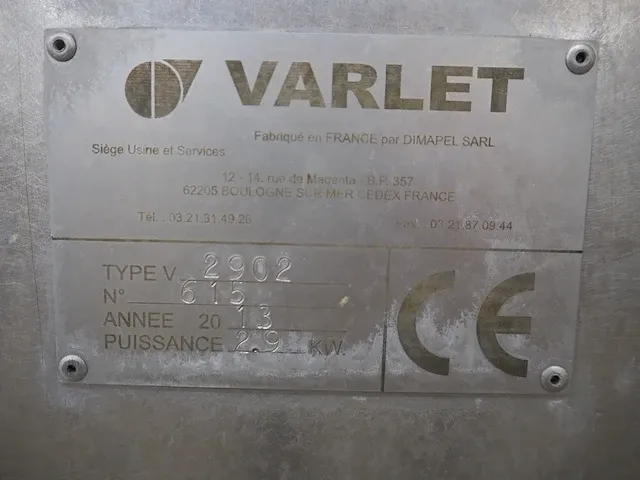 VARLET
Fabriqué en FRANCE par DIMAPEL SARL
Siège Usine et Services
12 - 14, rue de Magenta B.P. 357
62205 BOULOGNE SUR MER CEDEX FRANCE
Tél. : 03.21.31.49.26
Fax. : 03.21.87.09.44
TYPE V 2902
N° 615
ANNEE 20 13
PUISSANCE 2.9 KW.
CE